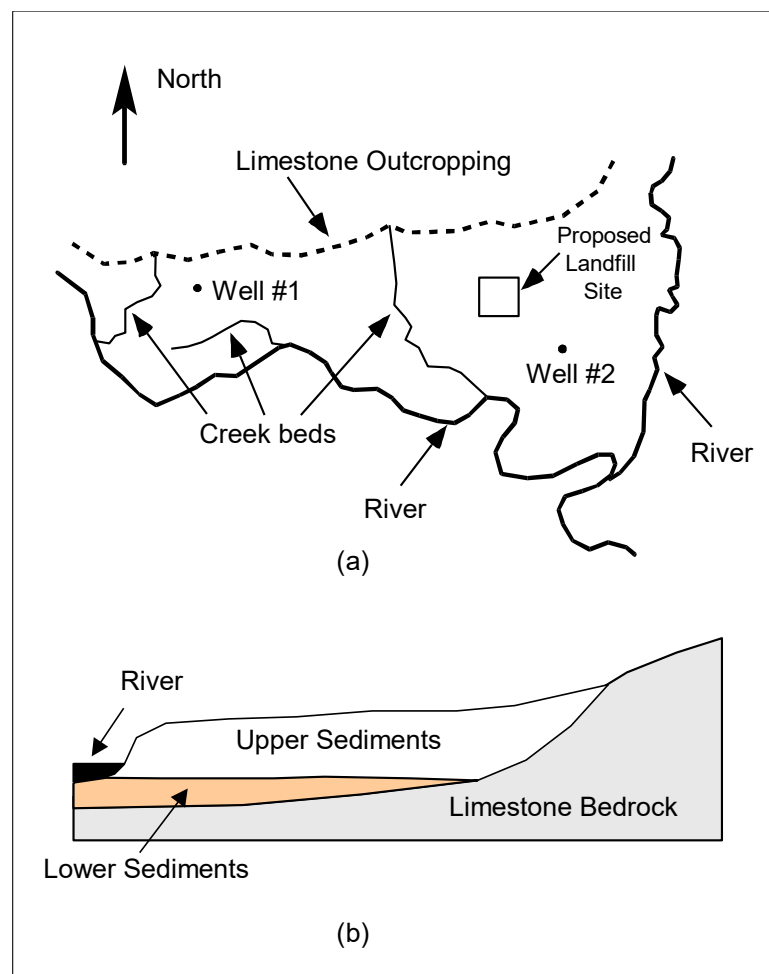 North
Limestone Outcropping
Proposed
Landfill
Site
Well #1
Well #2
Creek beds
River
River
(a)
River
Upper Sediments
Limestone Bedrock
Lower Sediments
(b)